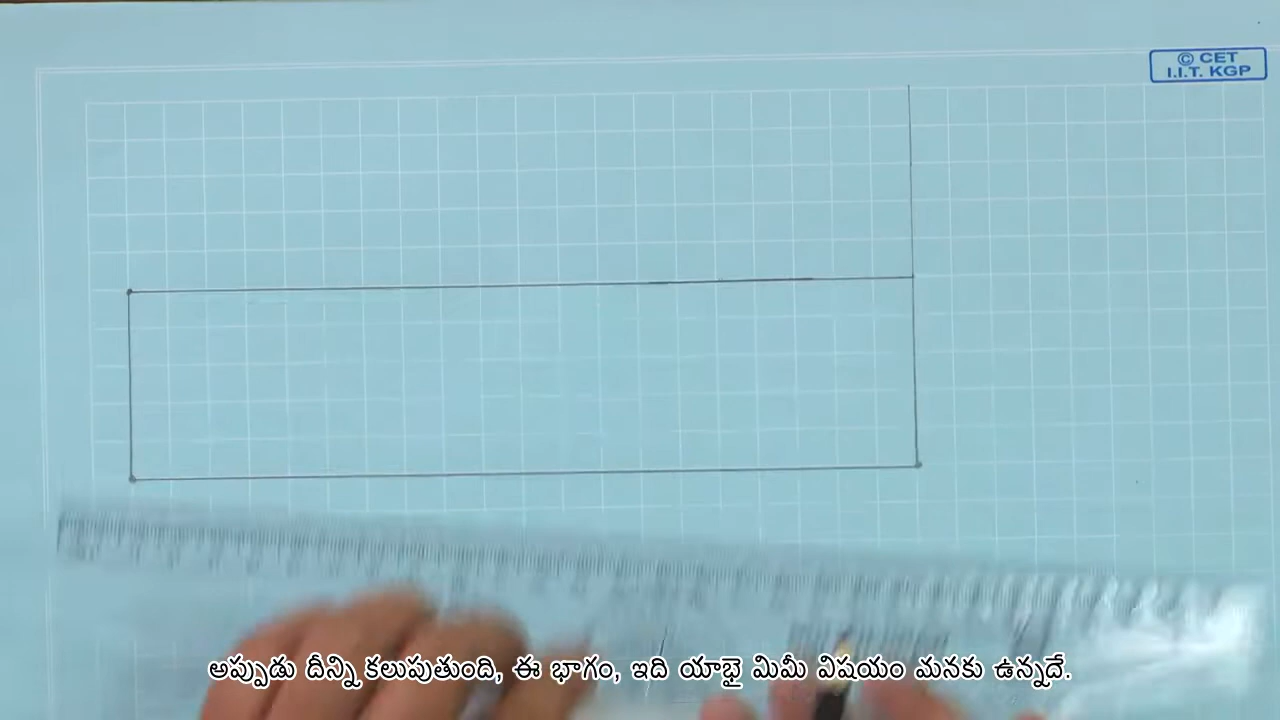 © CET
I.I.T. KGP
అప్పుడు దీన్ని కలుపుతుంది, ఈ భాగం, ఇది యాభై మిమీ విషయం మనకు ఉన్నదే.